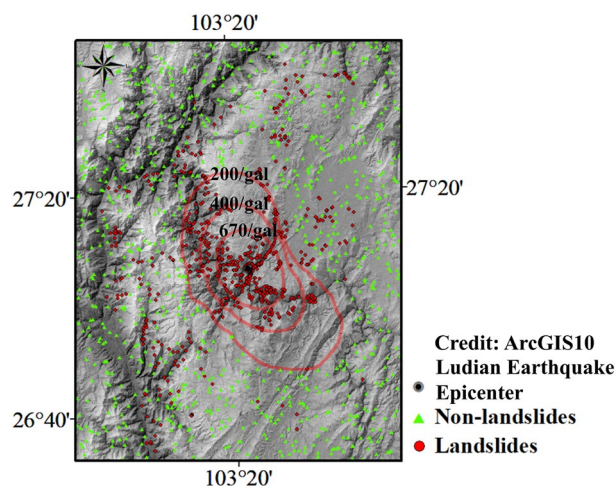 103°20'
200/gal
27°20'
27°20'
400/gal
670/gal
Credit: ArcGIS10
Ludian Earthquake
Epicenter
Non-landslides
26°40'
Landslides
103°20'